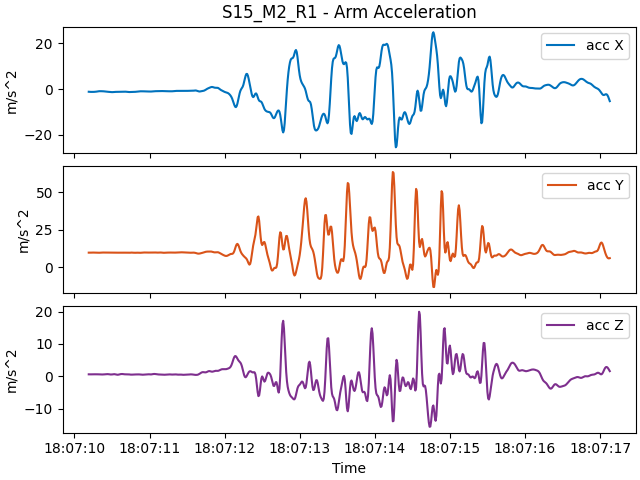 S15_M2_R1 - Arm Acceleration
20
0
−20
m/s^2
acc X
50
25
0
m/s^2
acc Y
20
10
0
−10
m/s^2
acc Z
18:07:10 18:07:11 18:07:12 18:07:13 18:07:14 18:07:15 18:07:16 18:07:17
Time